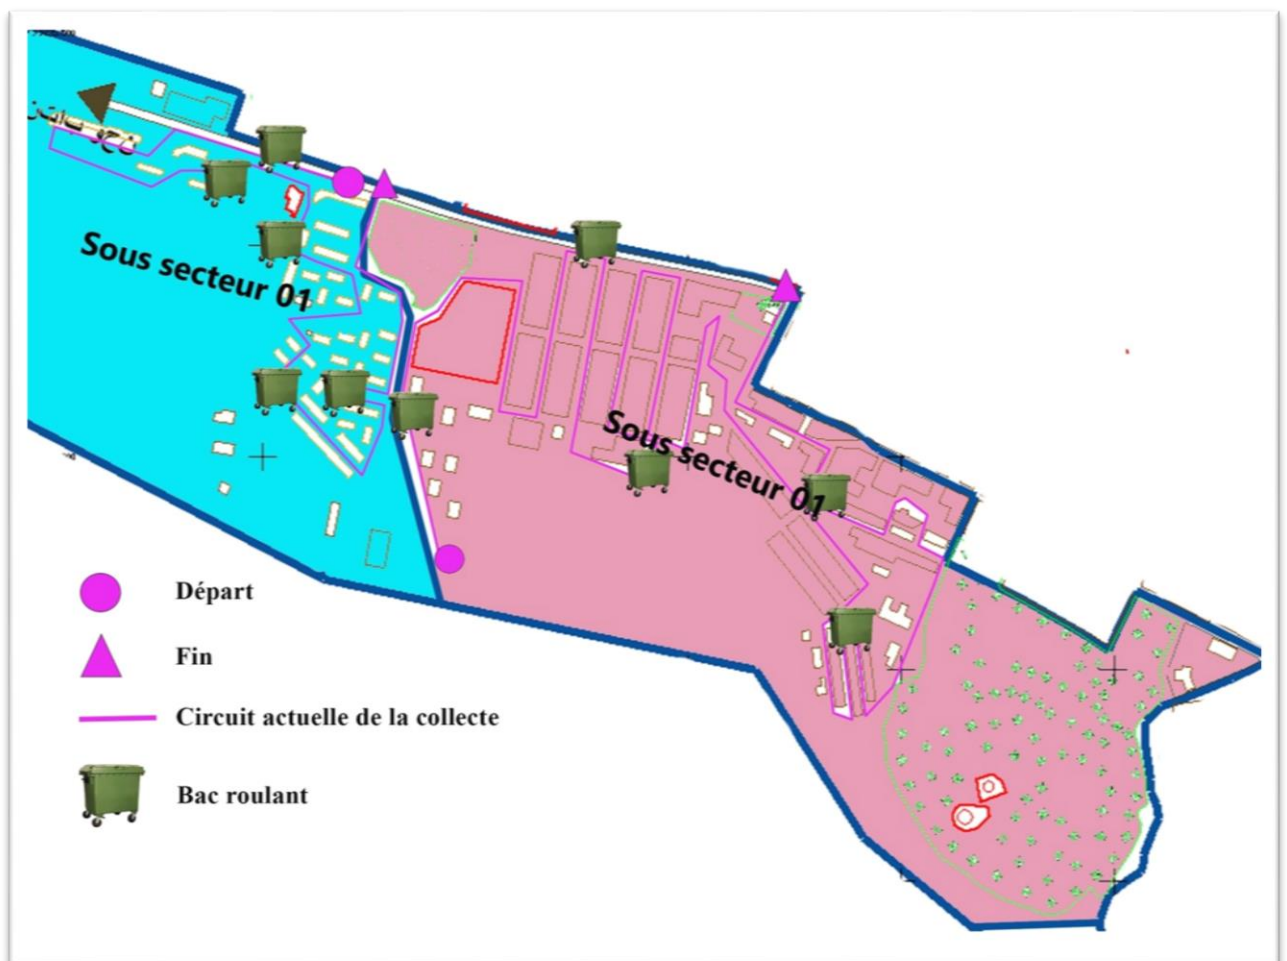 Sous secteur 01
Sous secteur 01
Départ
Fin
Circuit actuelle de la collecte
Bac roulant